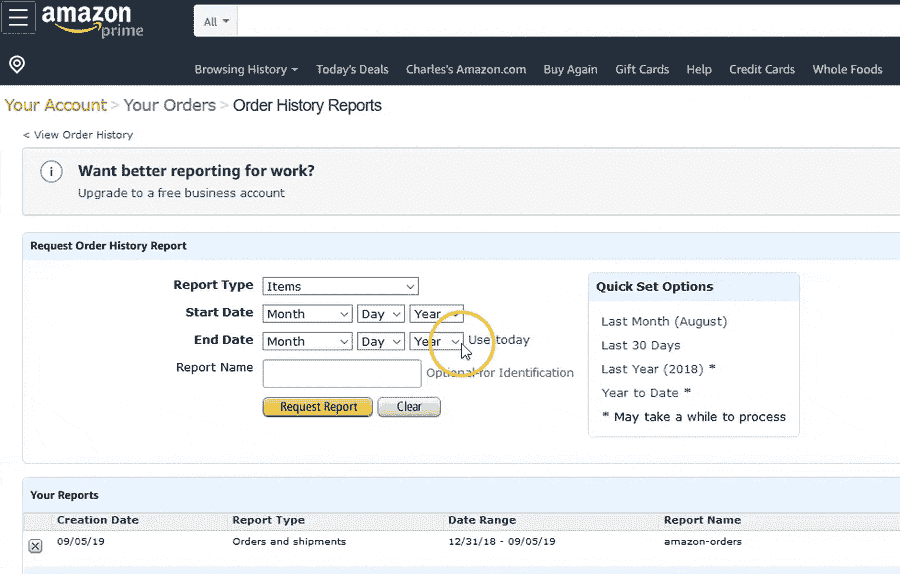 amazon
prime
All
Browsing History Today's Deals Charles's Amazon.com Buy Again Gift Cards Help Credit Cards Whole Foods
Your Account > Your Orders > Order History Reports
< View Order History
i Want better reporting for work?
Upgrade to a free business account
Request Order History Report
Report Type Items
Start Date Month Day Year
End Date Month Day Year Use today
Report Name Optional for Identification
Request Report Clear
Quick Set Options
Last Month (August)
Last 30 Days
Last Year (2018) *
Year to Date *
* May take a while to process
Your Reports
Creation Date Report Type Date Range Report Name
09/05/19 Orders and shipments 12/31/18 - 09/05/19 amazon-orders